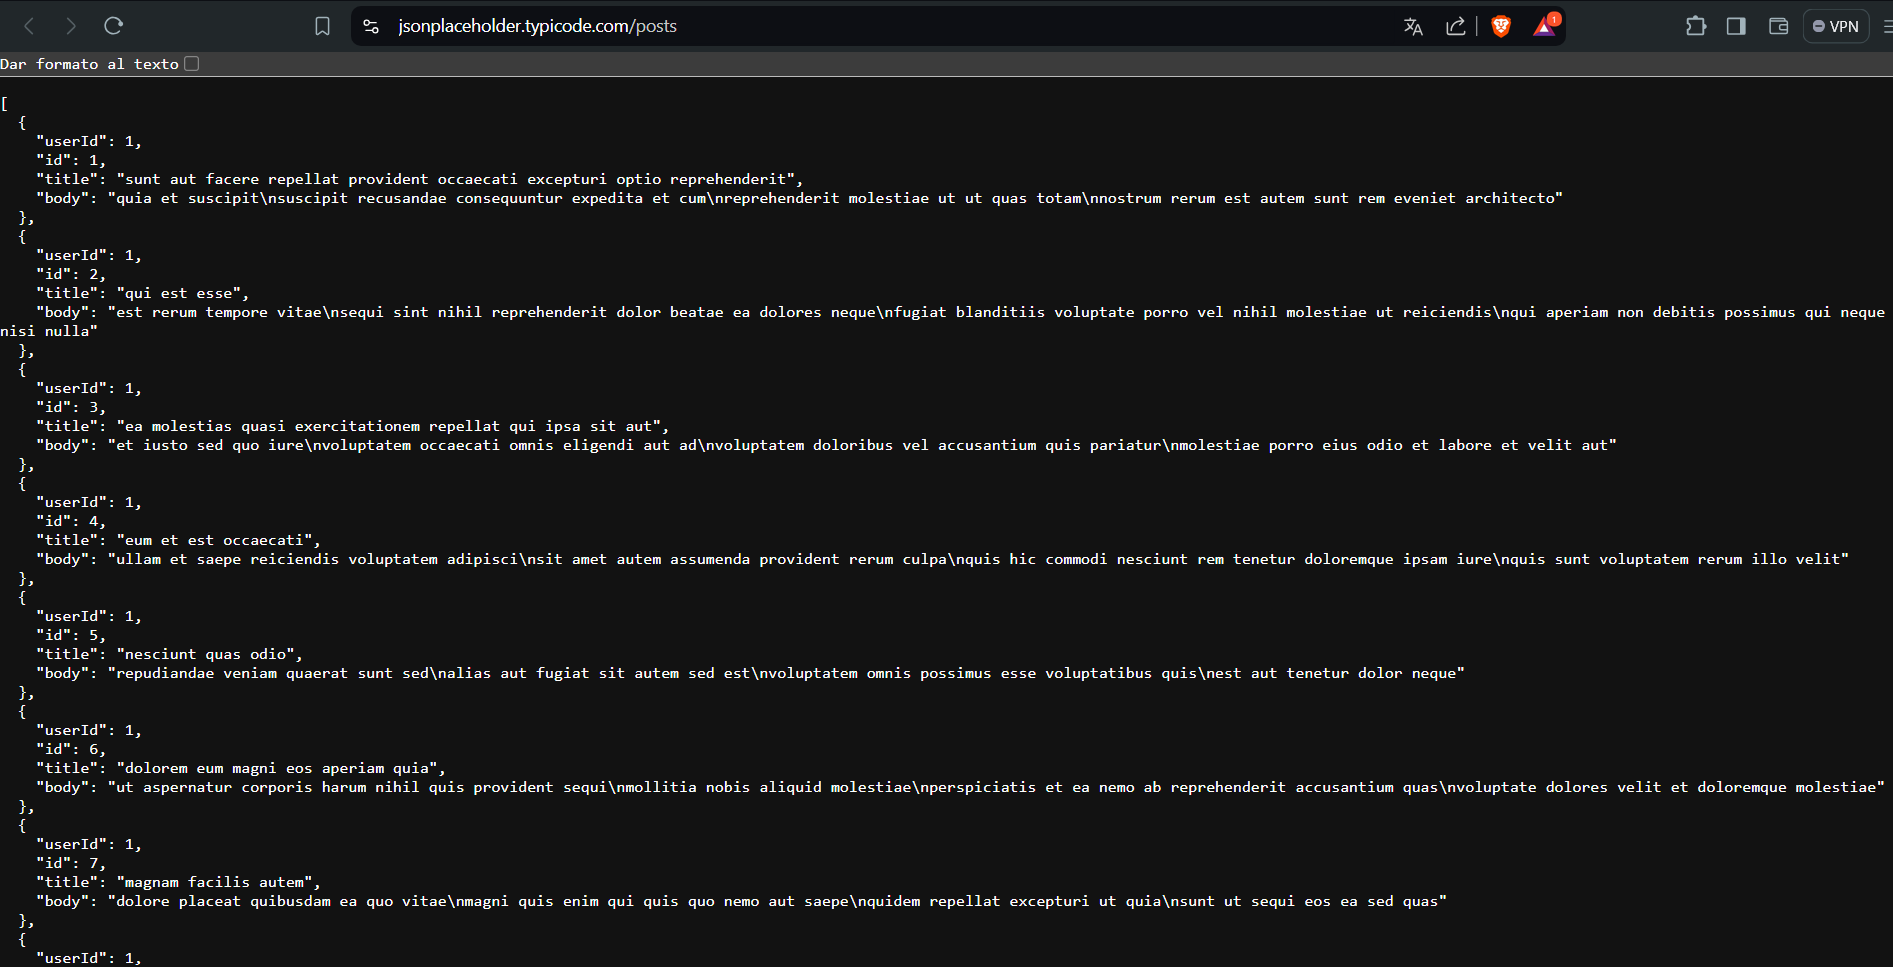 jsonplaceholder.typicode.com/posts
1
VPN
Dar formato al texto
[
  {
    "userId": 1,
    "id": 1,
    "title": "sunt aut facere repellat provident occaecati excepturi optio reprehenderit",
    "body": "quia et suscipit\nsuscipit recusandae consequuntur expedita et cum\nreprehenderit molestiae ut ut quas totam\nnostrum rerum est autem sunt rem eveniet architecto"
  },
  {
    "userId": 1,
    "id": 2,
    "title": "qui est esse",
    "body": "est rerum tempore vitae\nsequi sint nihil reprehenderit dolor beatae ea dolores neque\nfugiat blanditiis voluptate porro vel nihil molestiae ut reiciendis\nqui aperiam non debitis possimus qui neque
nisi nulla"
  },
  {
    "userId": 1,
    "id": 3,
    "title": "ea molestias quasi exercitationem repellat qui ipsa sit aut",
    "body": "et iusto sed quo iure\nvoluptatem occaecati omnis eligendi aut ad\nvoluptatem doloribus vel accusantium quis pariatur\nmolestiae porro eius odio et labore et velit aut"
  },
  {
    "userId": 1,
    "id": 4,
    "title": "eum et est occaecati",
    "body": "ullam et saepe reiciendis voluptatem adipisci\nsit amet autem assumenda provident rerum culpa\nquis hic commodi nesciunt rem tenetur doloremque ipsam iure\nquis sunt voluptatem rerum illo velit"
  },
  {
    "userId": 1,
    "id": 5,
    "title": "nesciunt quas odio",
    "body": "repudiandae veniam quaerat sunt sed\nalias aut fugiat sit autem sed est\nvoluptatem omnis possimus esse voluptatibus quis\nest aut tenetur dolor neque"
  },
  {
    "userId": 1,
    "id": 6,
    "title": "dolorem eum magni eos aperiam quia",
    "body": "ut aspernatur corporis harum nihil quis provident sequi\nmollitia nobis aliquid molestiae\nperspiciatis et ea nemo ab reprehenderit accusantium quas\nvoluptate dolores velit et doloremque molestiae"
  },
  {
    "userId": 1,
    "id": 7,
    "title": "magnam facilis autem",
    "body": "dolore placeat quibusdam ea quo vitae\nmagni quis enim qui quis quo nemo aut saepe\nquidem repellat excepturi ut quia\nsunt ut sequi eos ea sed quas"
  },
  {
    "userId": 1,